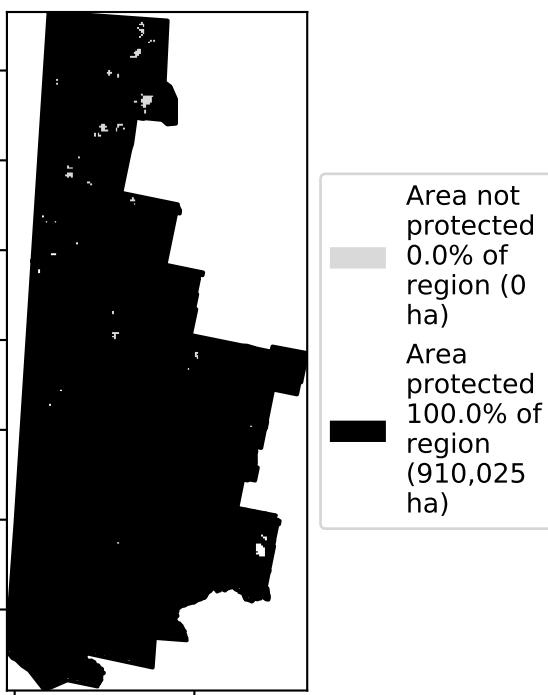 Area not
protected
0.0% of
region (0
ha)
Area
protected
100.0% of
region
(910,025
ha)